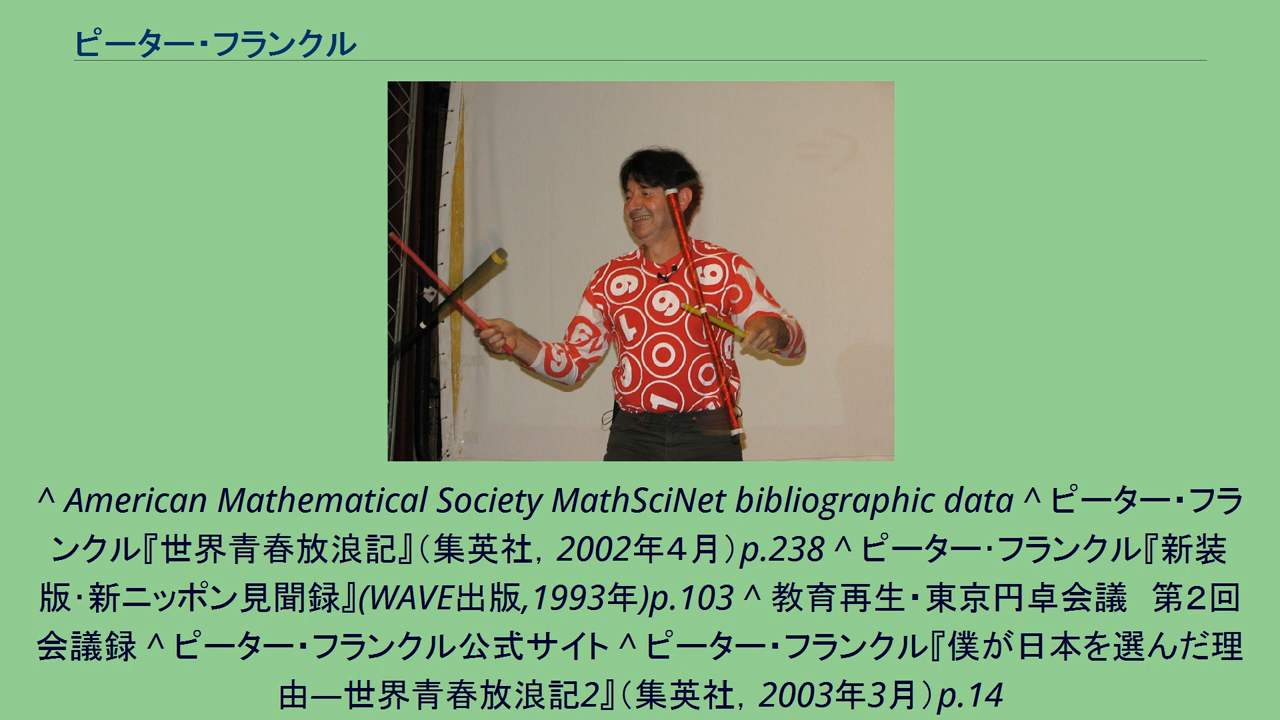 ピーター・フランクル
^ American Mathematical Society MathSciNet bibliographic data ^ ピーター・フラ
ンクル『世界青春放浪記』（集英社，2002年４月）p.238 ^ ピーター・フランクル『新装
版・新ニッポン見聞録』(WAVE出版,1993年)p.103 ^ 教育再生・東京円卓会議　第２回
会議録 ^ ピーター・フランクル公式サイト ^ ピーター・フランクル『僕が日本を選んだ理
由―世界青春放浪記2』（集英社，2003年3月）p.14